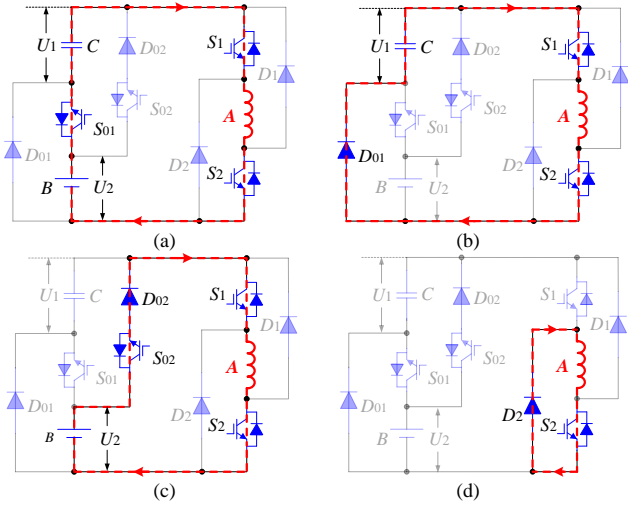 U1 C D02 S1 D1
S01 S02 A
D01 D2
B U2 S2
(a)
U1 C D02 S1 D1
S01 S02 A
D01 D2
B U2 S2
(b)
U1 C D02 S1 D1
S01 S02 A
D01 D2
B U2 S2
(c)
U1 C D02 S1 D1
S01 S02 A
D01 D2
B U2 S2
(d)